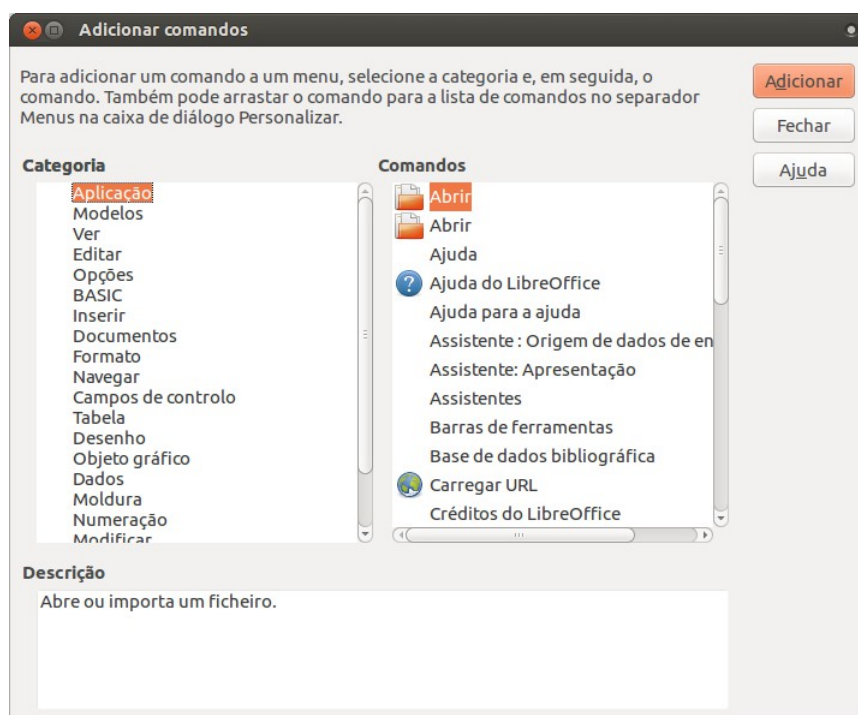 Adicionar comandos
Para adicionar um comando a um menu, selecione a categoria e, em seguida, o
comando. Também pode arrastar o comando para a lista de comandos no separador
Menus na caixa de diálogo Personalizar.
Adicionar
Fechar
Ajuda
Categoria
Aplicação
Modelos
Ver
Editar
Opções
BASIC
Inserir
Documentos
Formato
Navegar
Campos de controlo
Tabela
Desenho
Objeto gráfico
Dados
Moldura
Numeração
Modificar
Comandos
Abrir
Abrir
Ajuda
Ajuda do LibreOffice
Ajuda para a ajuda
Assistente : Origem de dados de en
Assistente: Apresentação
Assistentes
Barras de ferramentas
Base de dados bibliográfica
Carregar URL
Créditos do LibreOffice
Descrição
Abre ou importa um ficheiro.